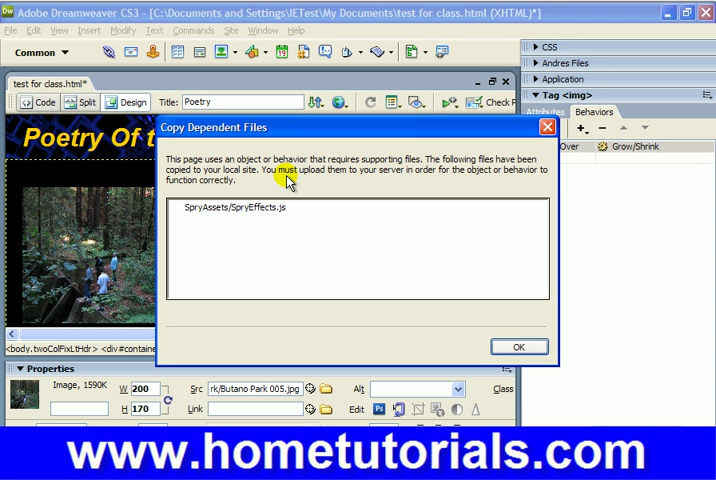 Dw Adobe Dreamweaver CS3 - [C:\Documents and Settings\IETest\My Documents\test for class.html (XHTML)*]
File Edit View Insert Modify Text Commands Site Window Help
Common
19
CSS
Andres Files
Application
Tag <img>
Attributes Behaviors
Over Grow/Shrink
test for class.html*
Code Split Design Title: Poetry Check P
Poetry Of t
Copy Dependent Files
This page uses an object or behavior that requires supporting files. The following files have been
copied to your local site. You must upload them to your server in order for the object or behavior to
function correctly.
SpryAssets/SpryEffects.js
OK
<body.twoColFixLtHdr> <div#containe
Properties
Image, 1590K W 200 Src rk/Butano Park 005.jpg Alt Class
H 170 Link Edit Ps
www.hometutorials.com